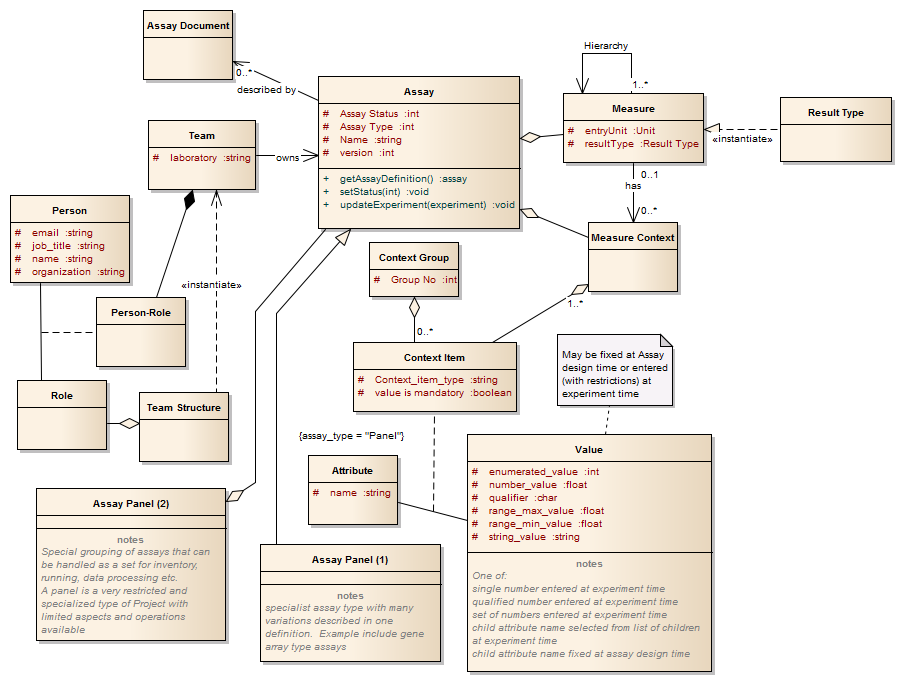 Assay Document
0..*
described by
Hierarchy
1..*
Assay
# Assay Status :int
# Assay Type :int
# Name :string
# version :int
+ getAssayDefinition() :assay
+ setStatus(int) :void
+ updateExperiment(experiment) :void
Measure
# entryUnit :Unit
# resultType :Result Type
Result Type
«instantiate»
Team
# laboratory :string
owns
0..1
has
0..*
Person
# email :string
# job_title :string
# name :string
# organization :string
Measure Context
Context Group
# Group No :int
«instantiate»
1..*
Person-Role
0..*
Context Item
# Context_item_type :string
# value is mandatory :boolean
May be fixed at Assay
design time or entered
(with restrictions) at
experiment time
Role
Team Structure
{assay_type = "Panel"}
Attribute
# name :string
Value
# enumerated_value :int
# number_value :float
# qualifier :char
# range_max_value :float
# range_min_value :float
# string_value :string
notes
One of:
single number entered at experiment time
qualified number entered at experiment time
set of numbers entered at experiment time
child attribute name selected from list of children
at experiment time
child attribute name fixed at assay design time
Assay Panel (2)
notes
Special grouping of assays that can
be handled as a set for inventory,
running, data processing etc.
A panel is a very restricted and
specialized type of Project with
limited aspects and operations
available
Assay Panel (1)
notes
specialist assay type with many
variations described in one
definition. Example include gene
array type assays